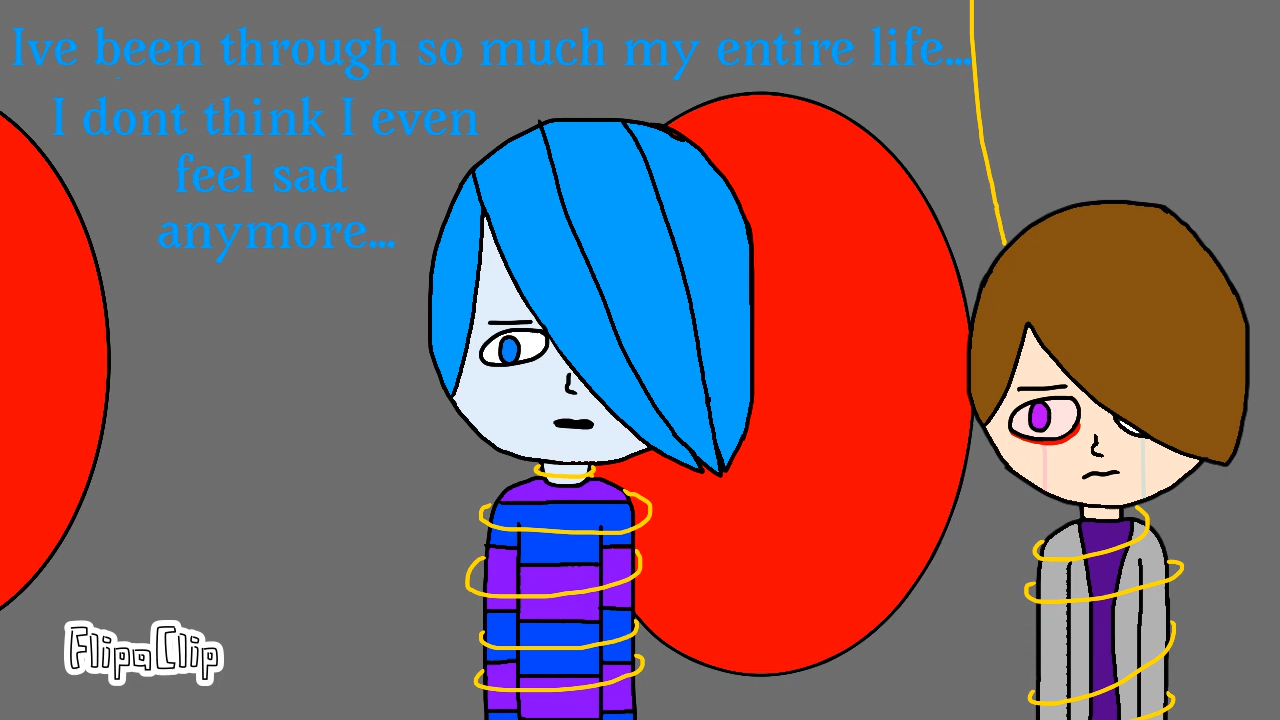 Ive been through so much my entire life...
I dont think I even
feel sad
anymore...
FlipaClip